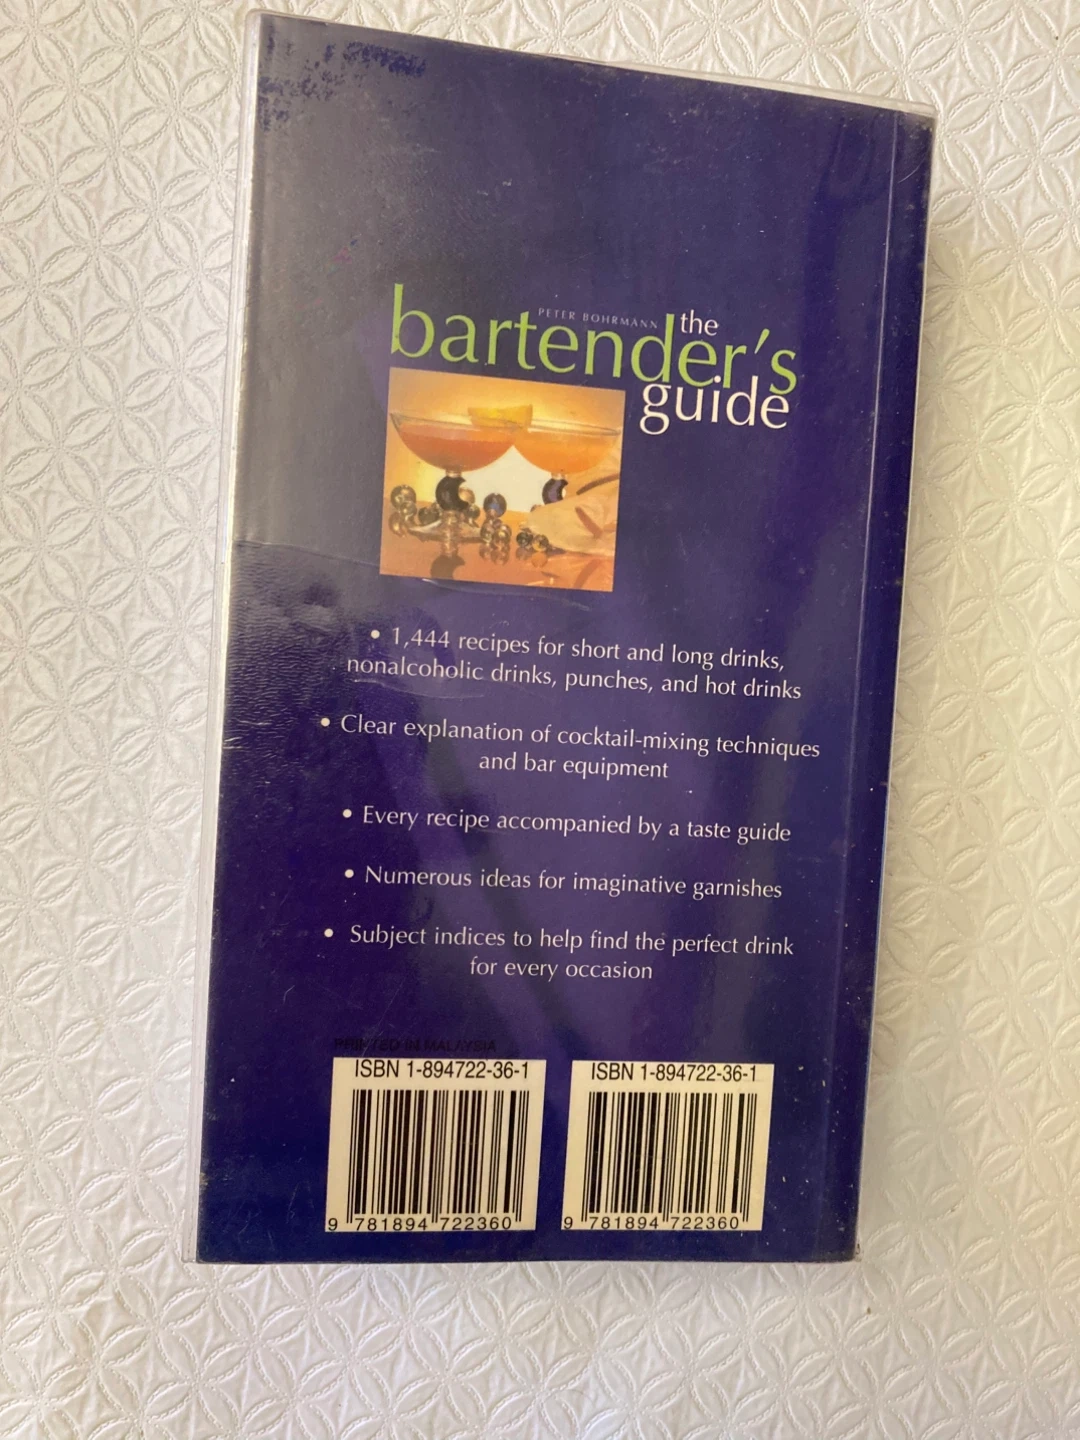 PETER BOHRMANN
the
bartender's
guide
• 1,444 recipes for short and long drinks,
nonalcoholic drinks, punches, and hot drinks
• Clear explanation of cocktail-mixing techniques
and bar equipment
• Every recipe accompanied by a taste guide
• Numerous ideas for imaginative garnishes
• Subject indices to help find the perfect drink
for every occasion
PRINTED IN MALAYSIA
ISBN 1-894722-36-1
9 781894 722360
ISBN 1-894722-36-1
9 781894 722360